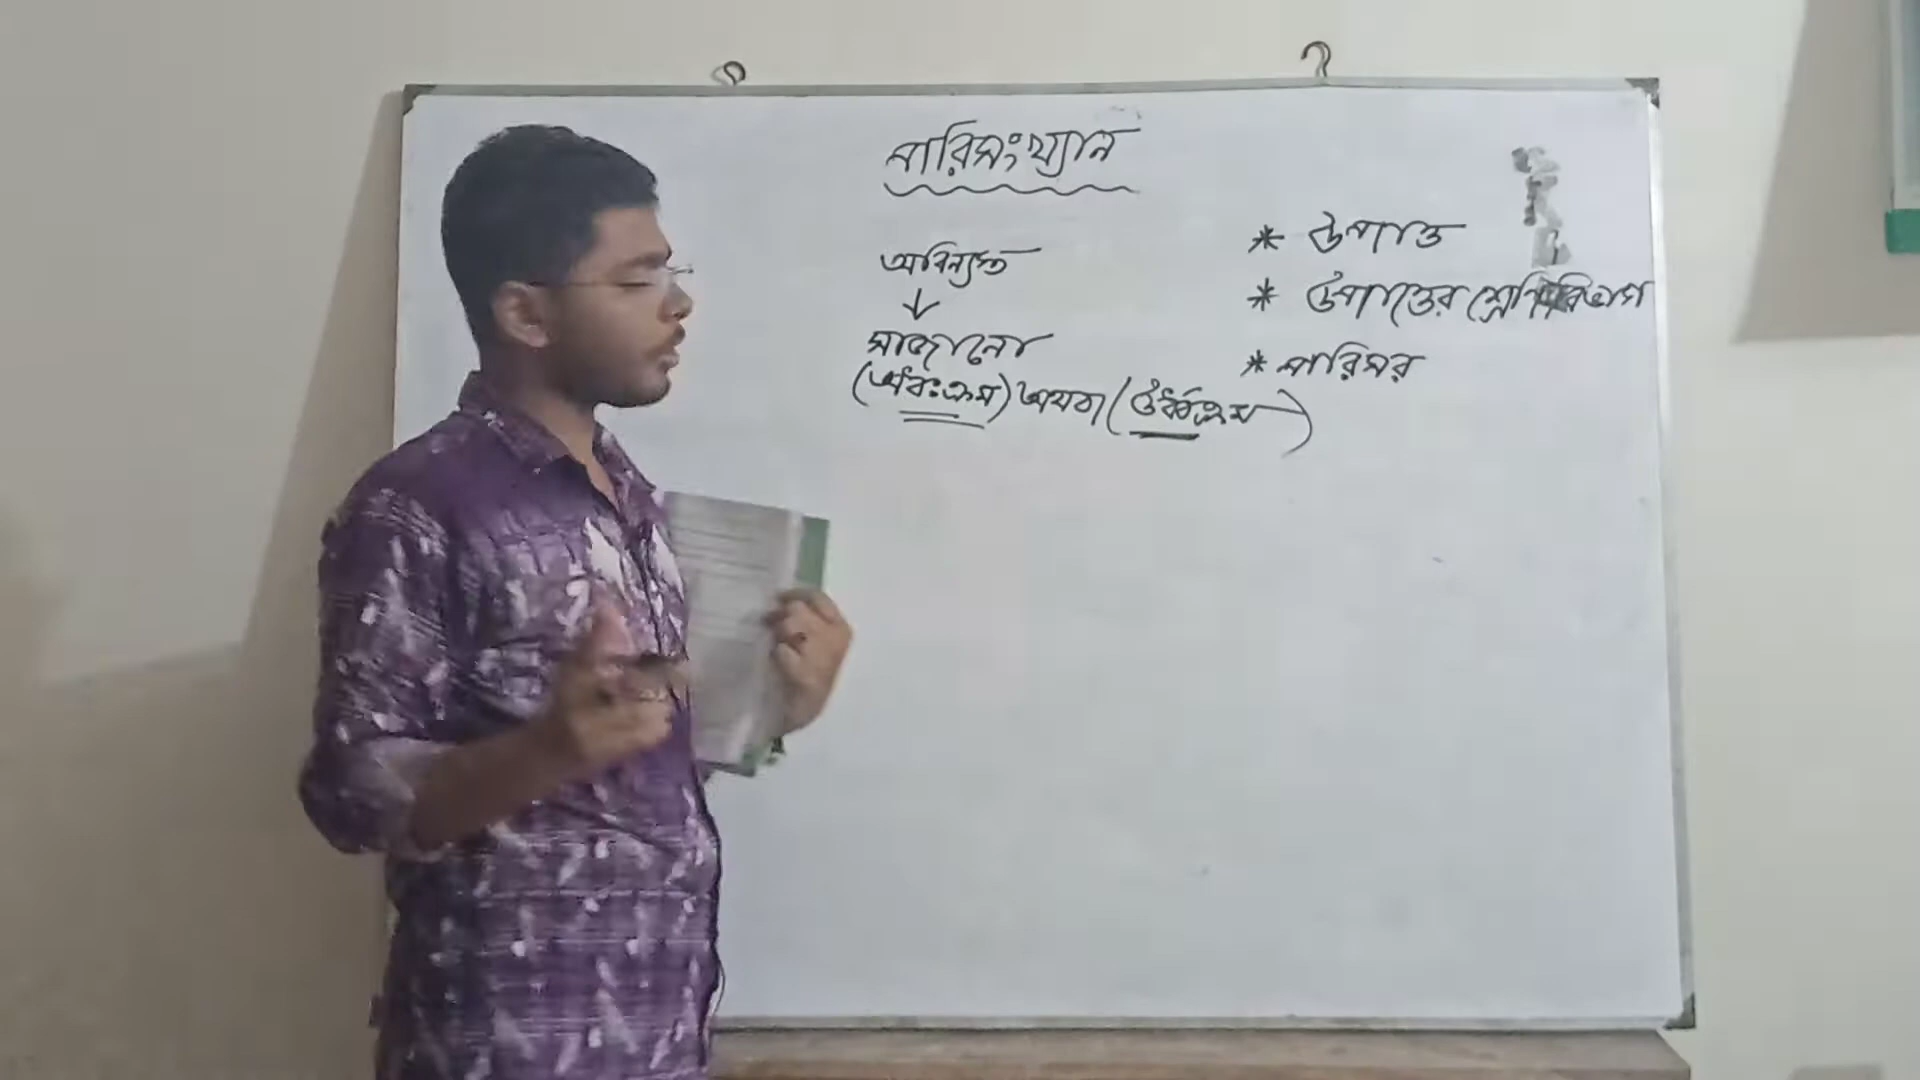 পরিসংখ্যান
অবিন্যস্ত
↓
সাজানো
(অধঃক্রম) অথবা (ঊর্ধ্বক্রম)
* উপাত্ত
* উপাত্তের শ্রেণিবিভাগ
* পরিসর